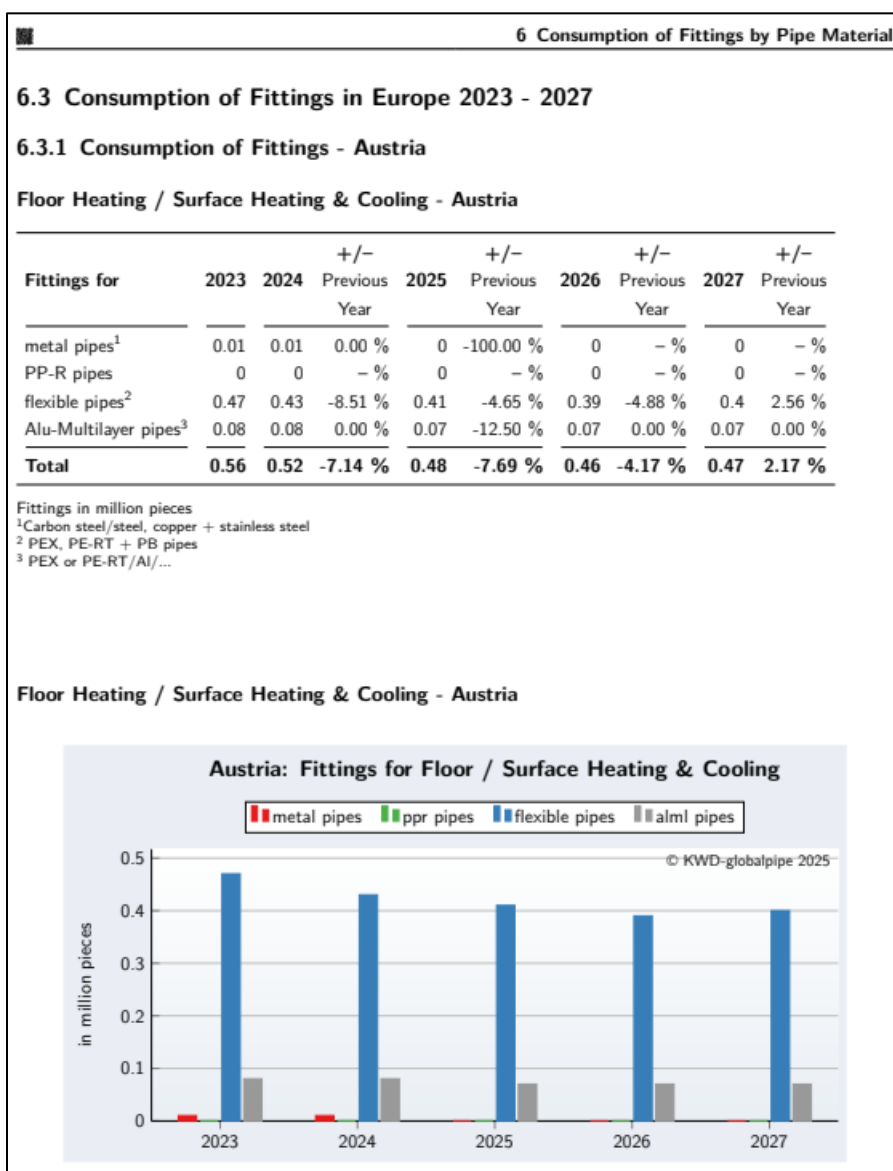 6 Consumption of Fittings by Pipe Material
6.3 Consumption of Fittings in Europe 2023 - 2027
6.3.1 Consumption of Fittings - Austria
Floor Heating / Surface Heating & Cooling - Austria
+/– +/– +/– +/–
Fittings for 2023 2024 Previous 2025 Previous 2026 Previous 2027 Previous
Year Year Year Year
metal pipes¹ 0.01 0.01 0.00 % 0 -100.00 % 0 – % 0 – %
PP-R pipes 0 0 – % 0 – % 0 – % 0 – %
flexible pipes² 0.47 0.43 -8.51 % 0.41 -4.65 % 0.39 -4.88 % 0.4 2.56 %
Alu-Multilayer pipes³ 0.08 0.08 0.00 % 0.07 -12.50 % 0.07 0.00 % 0.07 0.00 %
Total 0.56 0.52 -7.14 % 0.48 -7.69 % 0.46 -4.17 % 0.47 2.17 %
Fittings in million pieces
¹Carbon steel/steel, copper + stainless steel
² PEX, PE-RT + PB pipes
³ PEX or PE-RT/Al/...
Floor Heating / Surface Heating & Cooling - Austria
Austria: Fittings for Floor / Surface Heating & Cooling
metal pipes ppr pipes flexible pipes alml pipes
© KWD-globalpipe 2025
in million pieces
0.5
0.4
0.3
0.2
0.1
0
2023 2024 2025 2026 2027